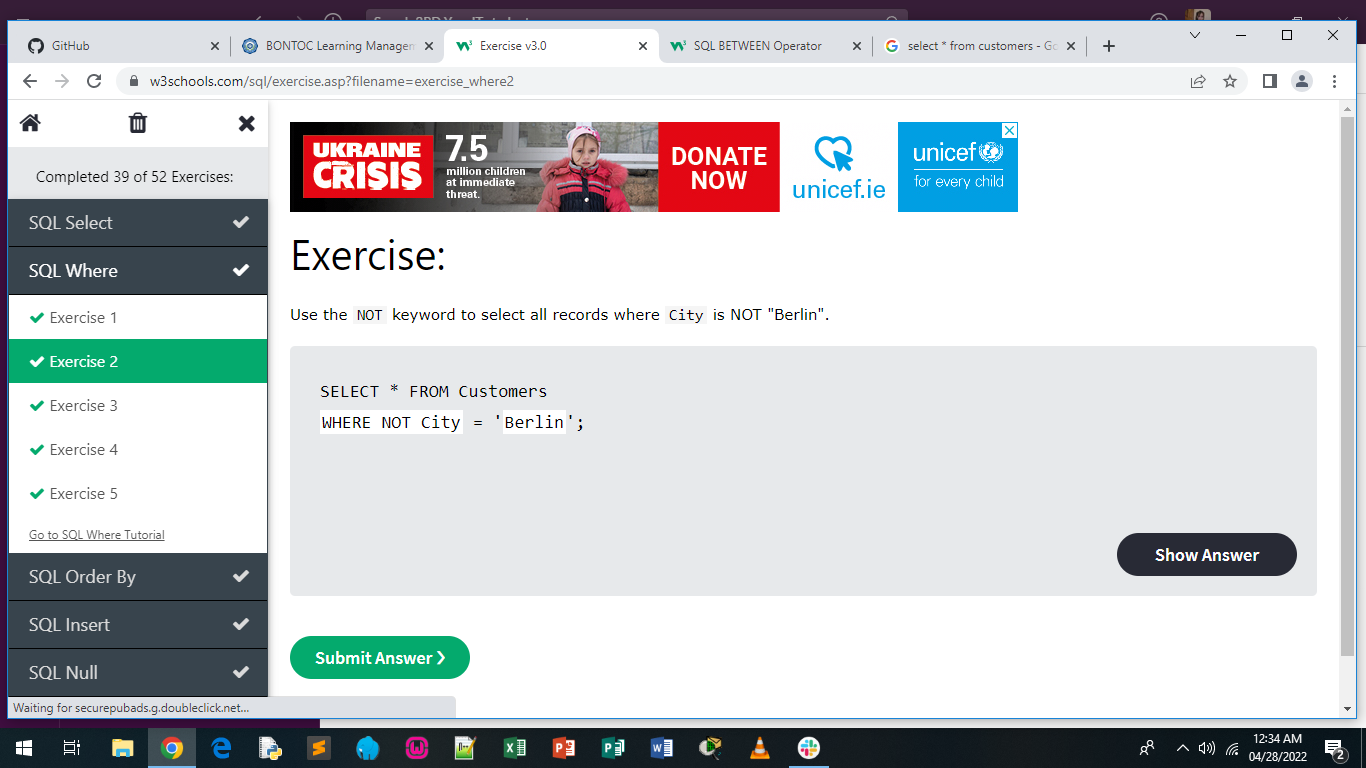 GitHub
BONTOC Learning Managem
Exercise v3.0
SQL BETWEEN Operator
select * from customers - Go
w3schools.com/sql/exercise.asp?filename=exercise_where2
Completed 39 of 52 Exercises:
SQL Select
SQL Where
Exercise 1
Exercise 2
Exercise 3
Exercise 4
Exercise 5
Go to SQL Where Tutorial
SQL Order By
SQL Insert
SQL Null
Waiting for securepubads.g.doubleclick.net...
UKRAINE
CRISIS
7.5
million children
at immediate
threat.
DONATE
NOW
unicef.ie
unicef
for every child
Exercise:
Use the NOT keyword to select all records where City is NOT "Berlin".
SELECT * FROM Customers
WHERE NOT City = 'Berlin';
Show Answer
Submit Answer ❯
12:34 AM
04/28/2022
2